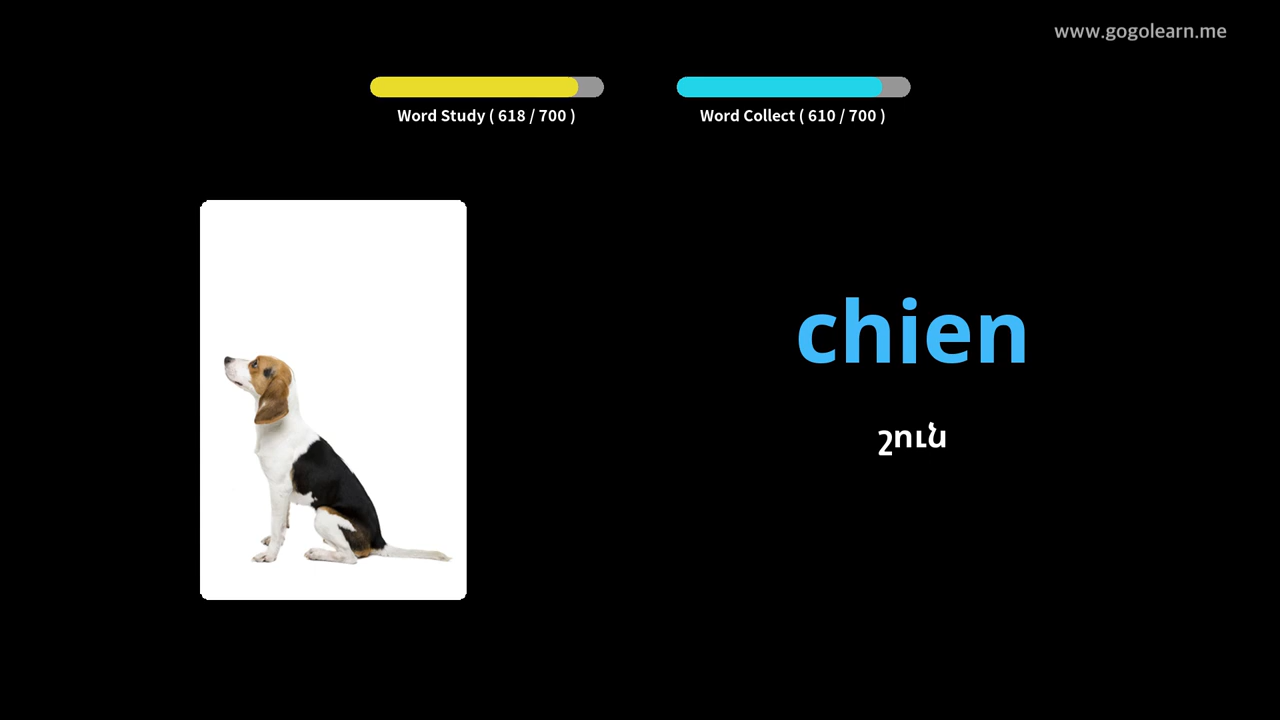 www.gogolearn.me
Word Study ( 618 / 700 )
Word Collect ( 610 / 700 )
chien
շուն